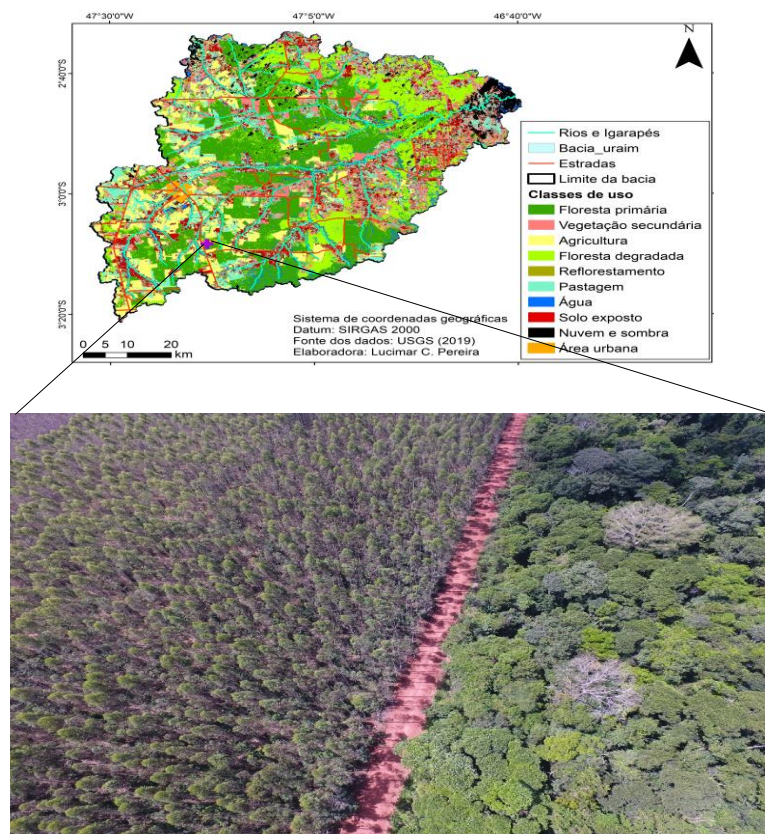 47°30'0"W 47°5'0"W 46°40'0"W
N
2°40'0"S
3°0'0"S
3°20'0"S
Rios e Igarapés
Bacia_uraim
Estradas
Limite da bacia
Classes de uso
Floresta primária
Vegetação secundária
Agricultura
Floresta degradada
Reflorestamento
Pastagem
Água
Solo exposto
Nuvem e sombra
Área urbana
Sistema de coordenadas geográficas
Datum: SIRGAS 2000
Fonte dos dados: USGS (2019)
Elaboradora: Lucimar C. Pereira
0 5 10 20
km